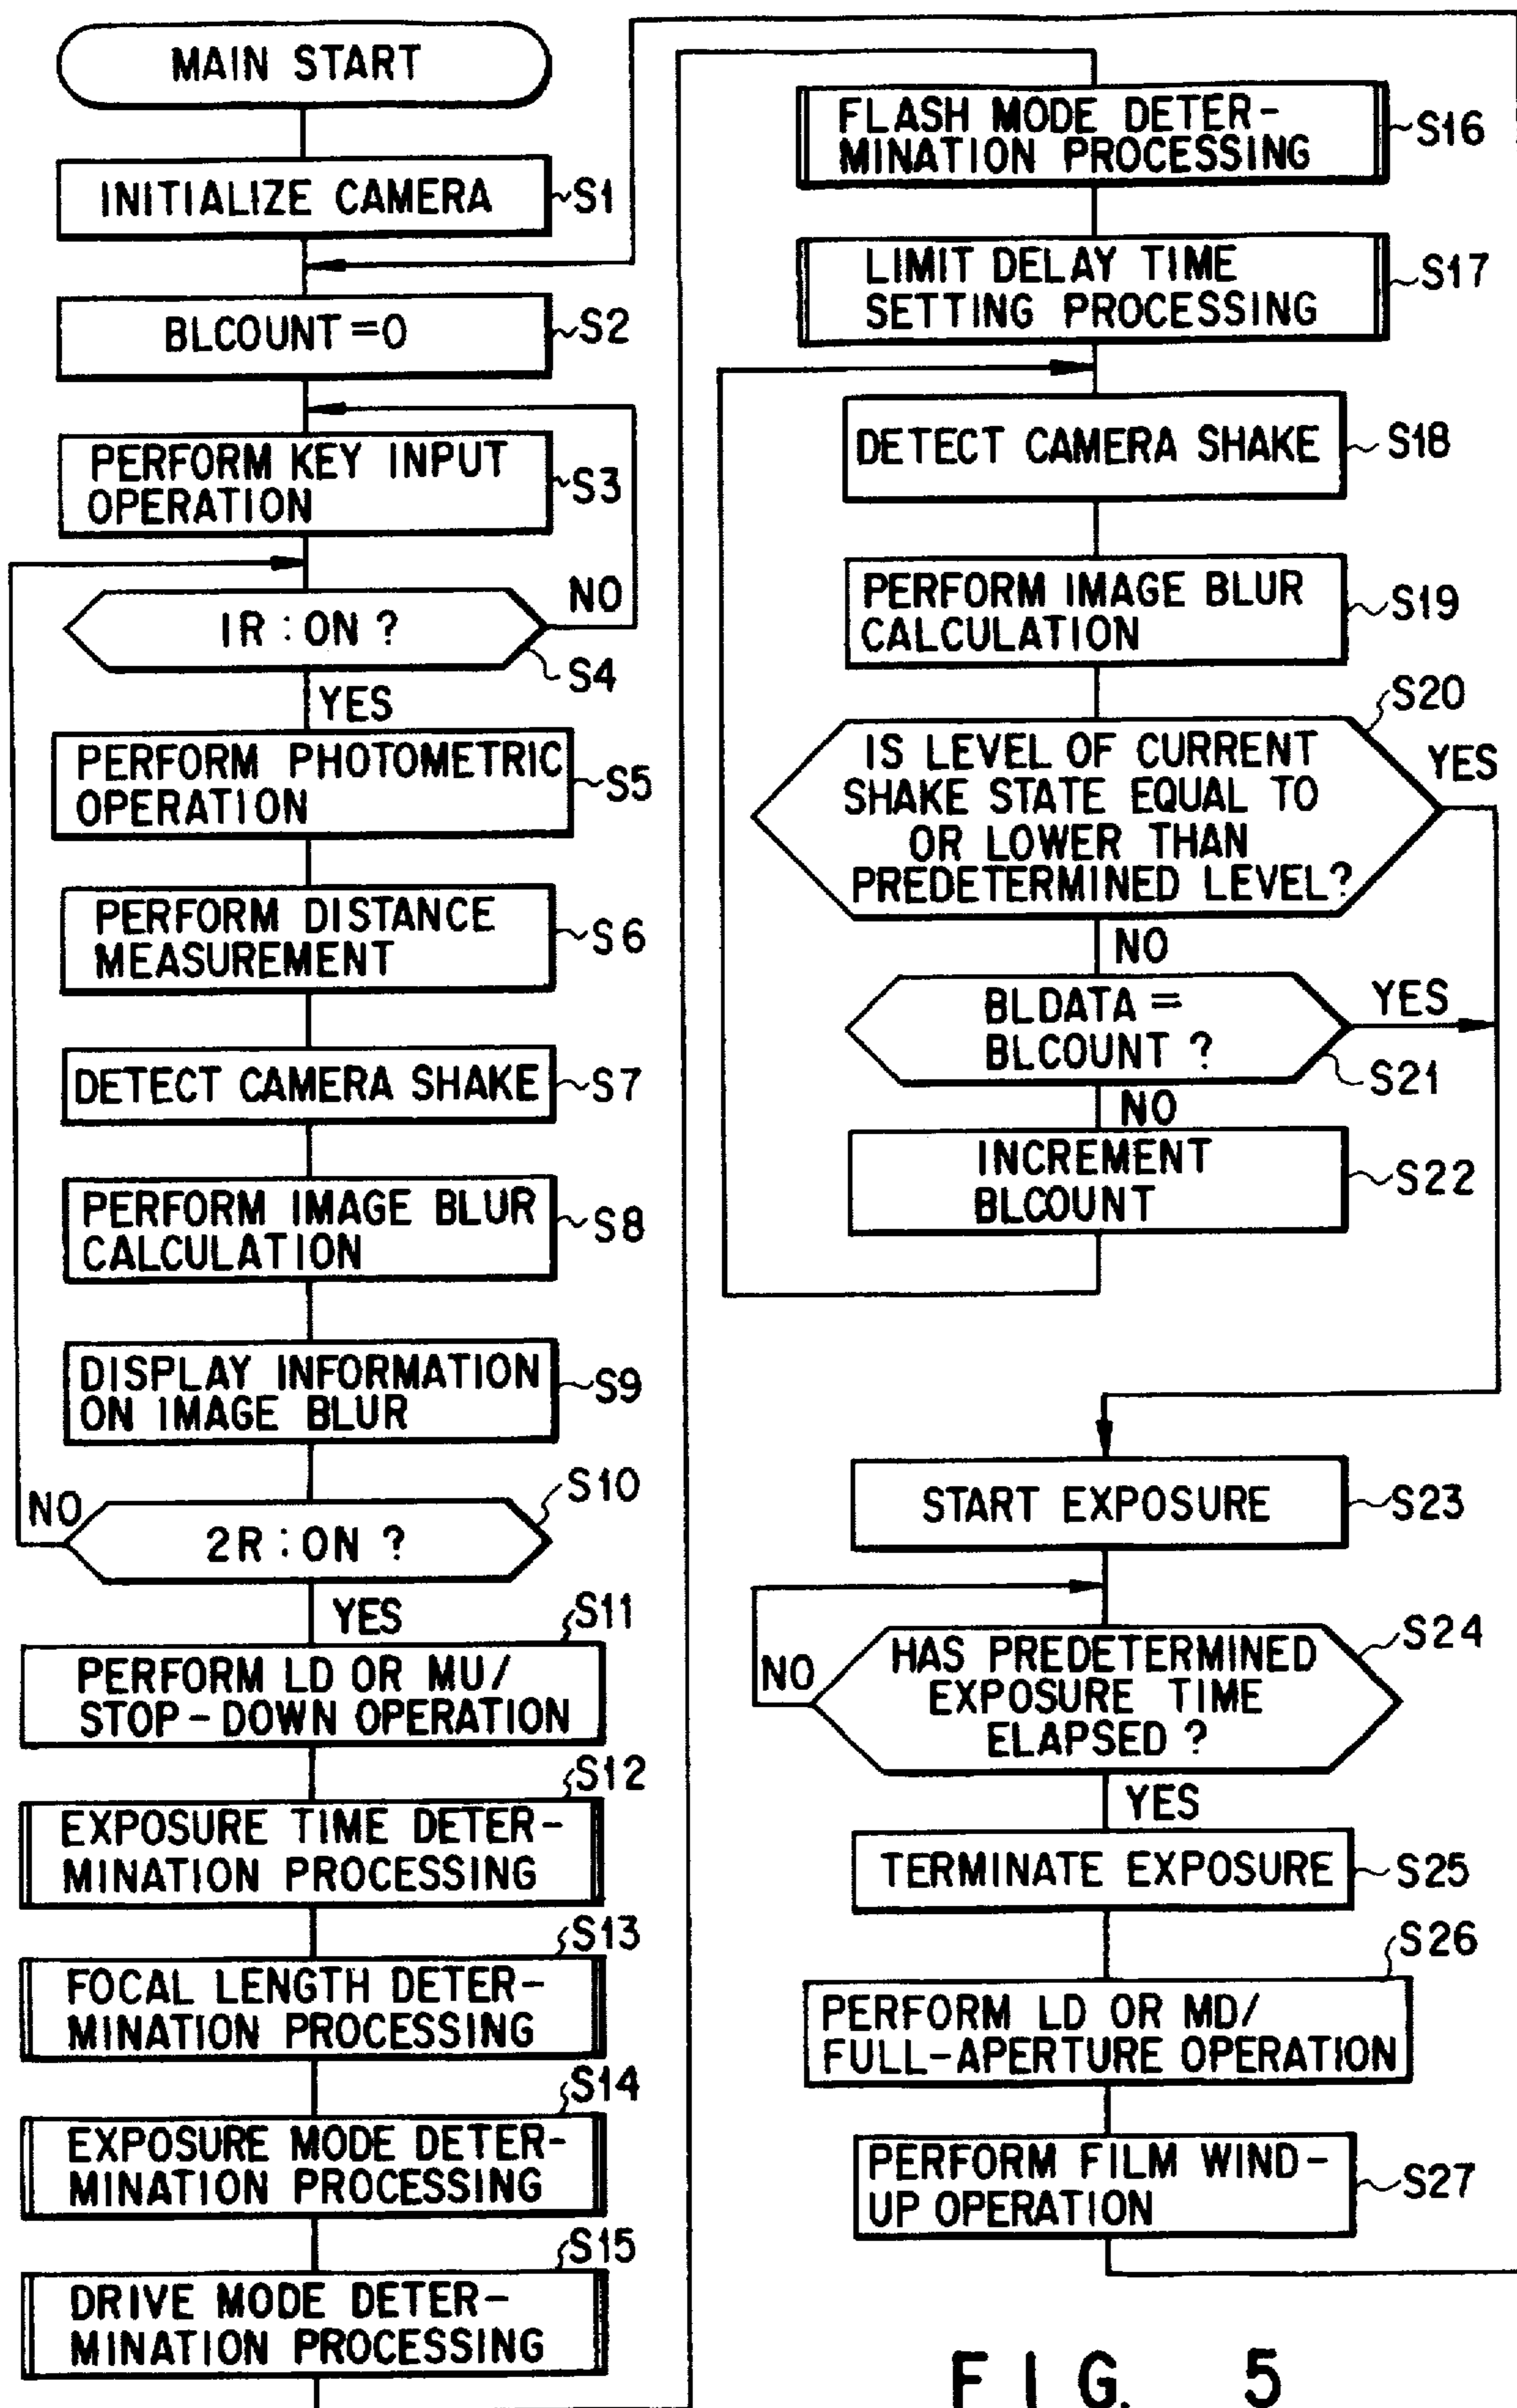 MAIN START
INITIALIZE CAMERA
S1
BLCOUNT=0
S2
PERFORM KEY INPUT
OPERATION
S3
1R:ON?
NO
S4
YES
PERFORM PHOTOMETRIC
OPERATION
S5
PERFORM DISTANCE
MEASUREMENT
S6
DETECT CAMERA SHAKE
S7
PERFORM IMAGE BLUR
CALCULATION
S8
DISPLAY INFORMATION
ON IMAGE BLUR
S9
S10
NO
2R:ON?
YES
S11
PERFORM LD OR MU/
STOP-DOWN OPERATION
S12
EXPOSURE TIME DETER-
MINATION PROCESSING
S13
FOCAL LENGTH DETER-
MINATION PROCESSING
S14
EXPOSURE MODE DETER-
MINATION PROCESSING
S15
DRIVE MODE DETER-
MINATION PROCESSING
FLASH MODE DETER-
MINATION PROCESSING
S16
LIMIT DELAY TIME
SETTING PROCESSING
S17
DETECT CAMERA SHAKE
S18
PERFORM IMAGE BLUR
CALCULATION
S19
S20
IS LEVEL OF CURRENT
SHAKE STATE EQUAL TO
OR LOWER THAN
PREDETERMINED LEVEL?
YES
NO
BLDATA =
BLCOUNT ?
YES
S21
NO
INCREMENT
BLCOUNT
S22
START EXPOSURE
S23
S24
NO
HAS PREDETERMINED
EXPOSURE TIME
ELAPSED ?
YES
TERMINATE EXPOSURE
S25
S26
PERFORM LD OR MD/
FULL-APERTURE OPERATION
PERFORM FILM WIND-
UP OPERATION
S27
FIG. 5